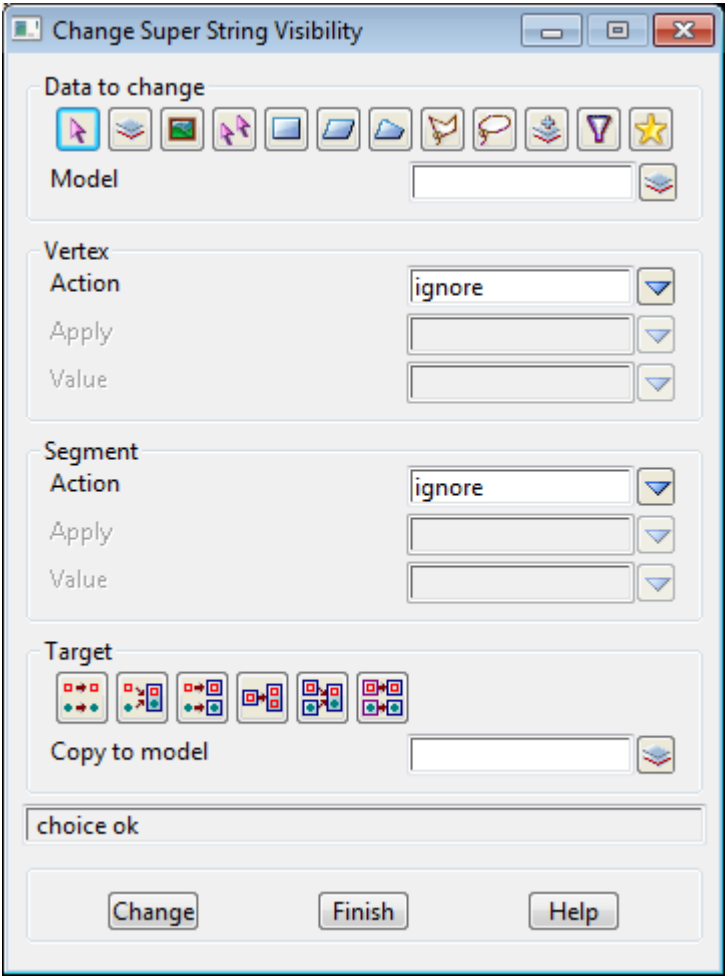 Change Super String Visibility
Data to change
Model
Vertex
Action ignore
Apply
Value
Segment
Action ignore
Apply
Value
Target
Copy to model
choice ok
Change Finish Help